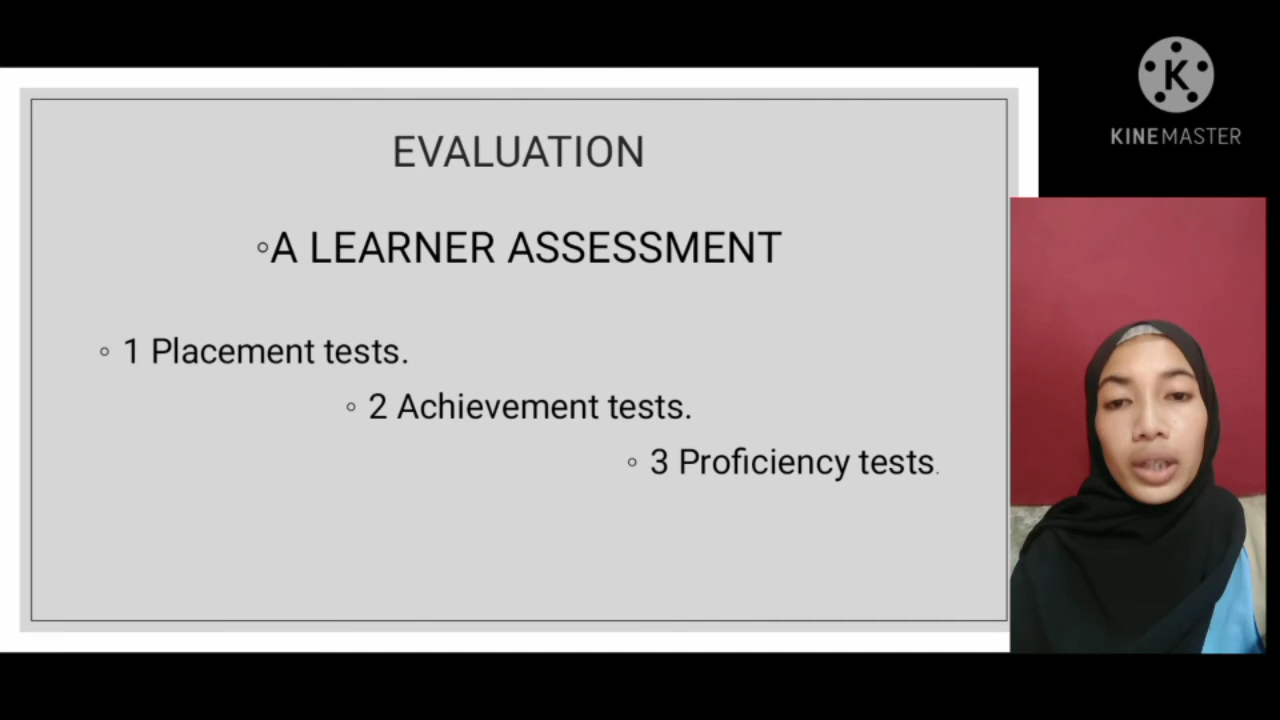 K
KINEMASTER
EVALUATION
◦A LEARNER ASSESSMENT
◦ 1 Placement tests.
◦ 2 Achievement tests.
◦ 3 Proficiency tests.